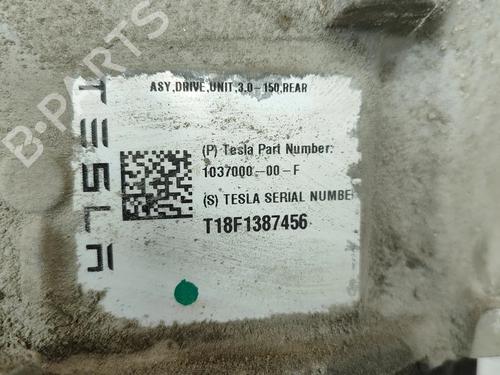 B-PARTS
TESLA
ASY,DRIVE,UNIT,3.0-150,REAR
(P) Tesla Part Number:
1037000-00-F
(S) TESLA SERIAL NUMBE
T18F1387456